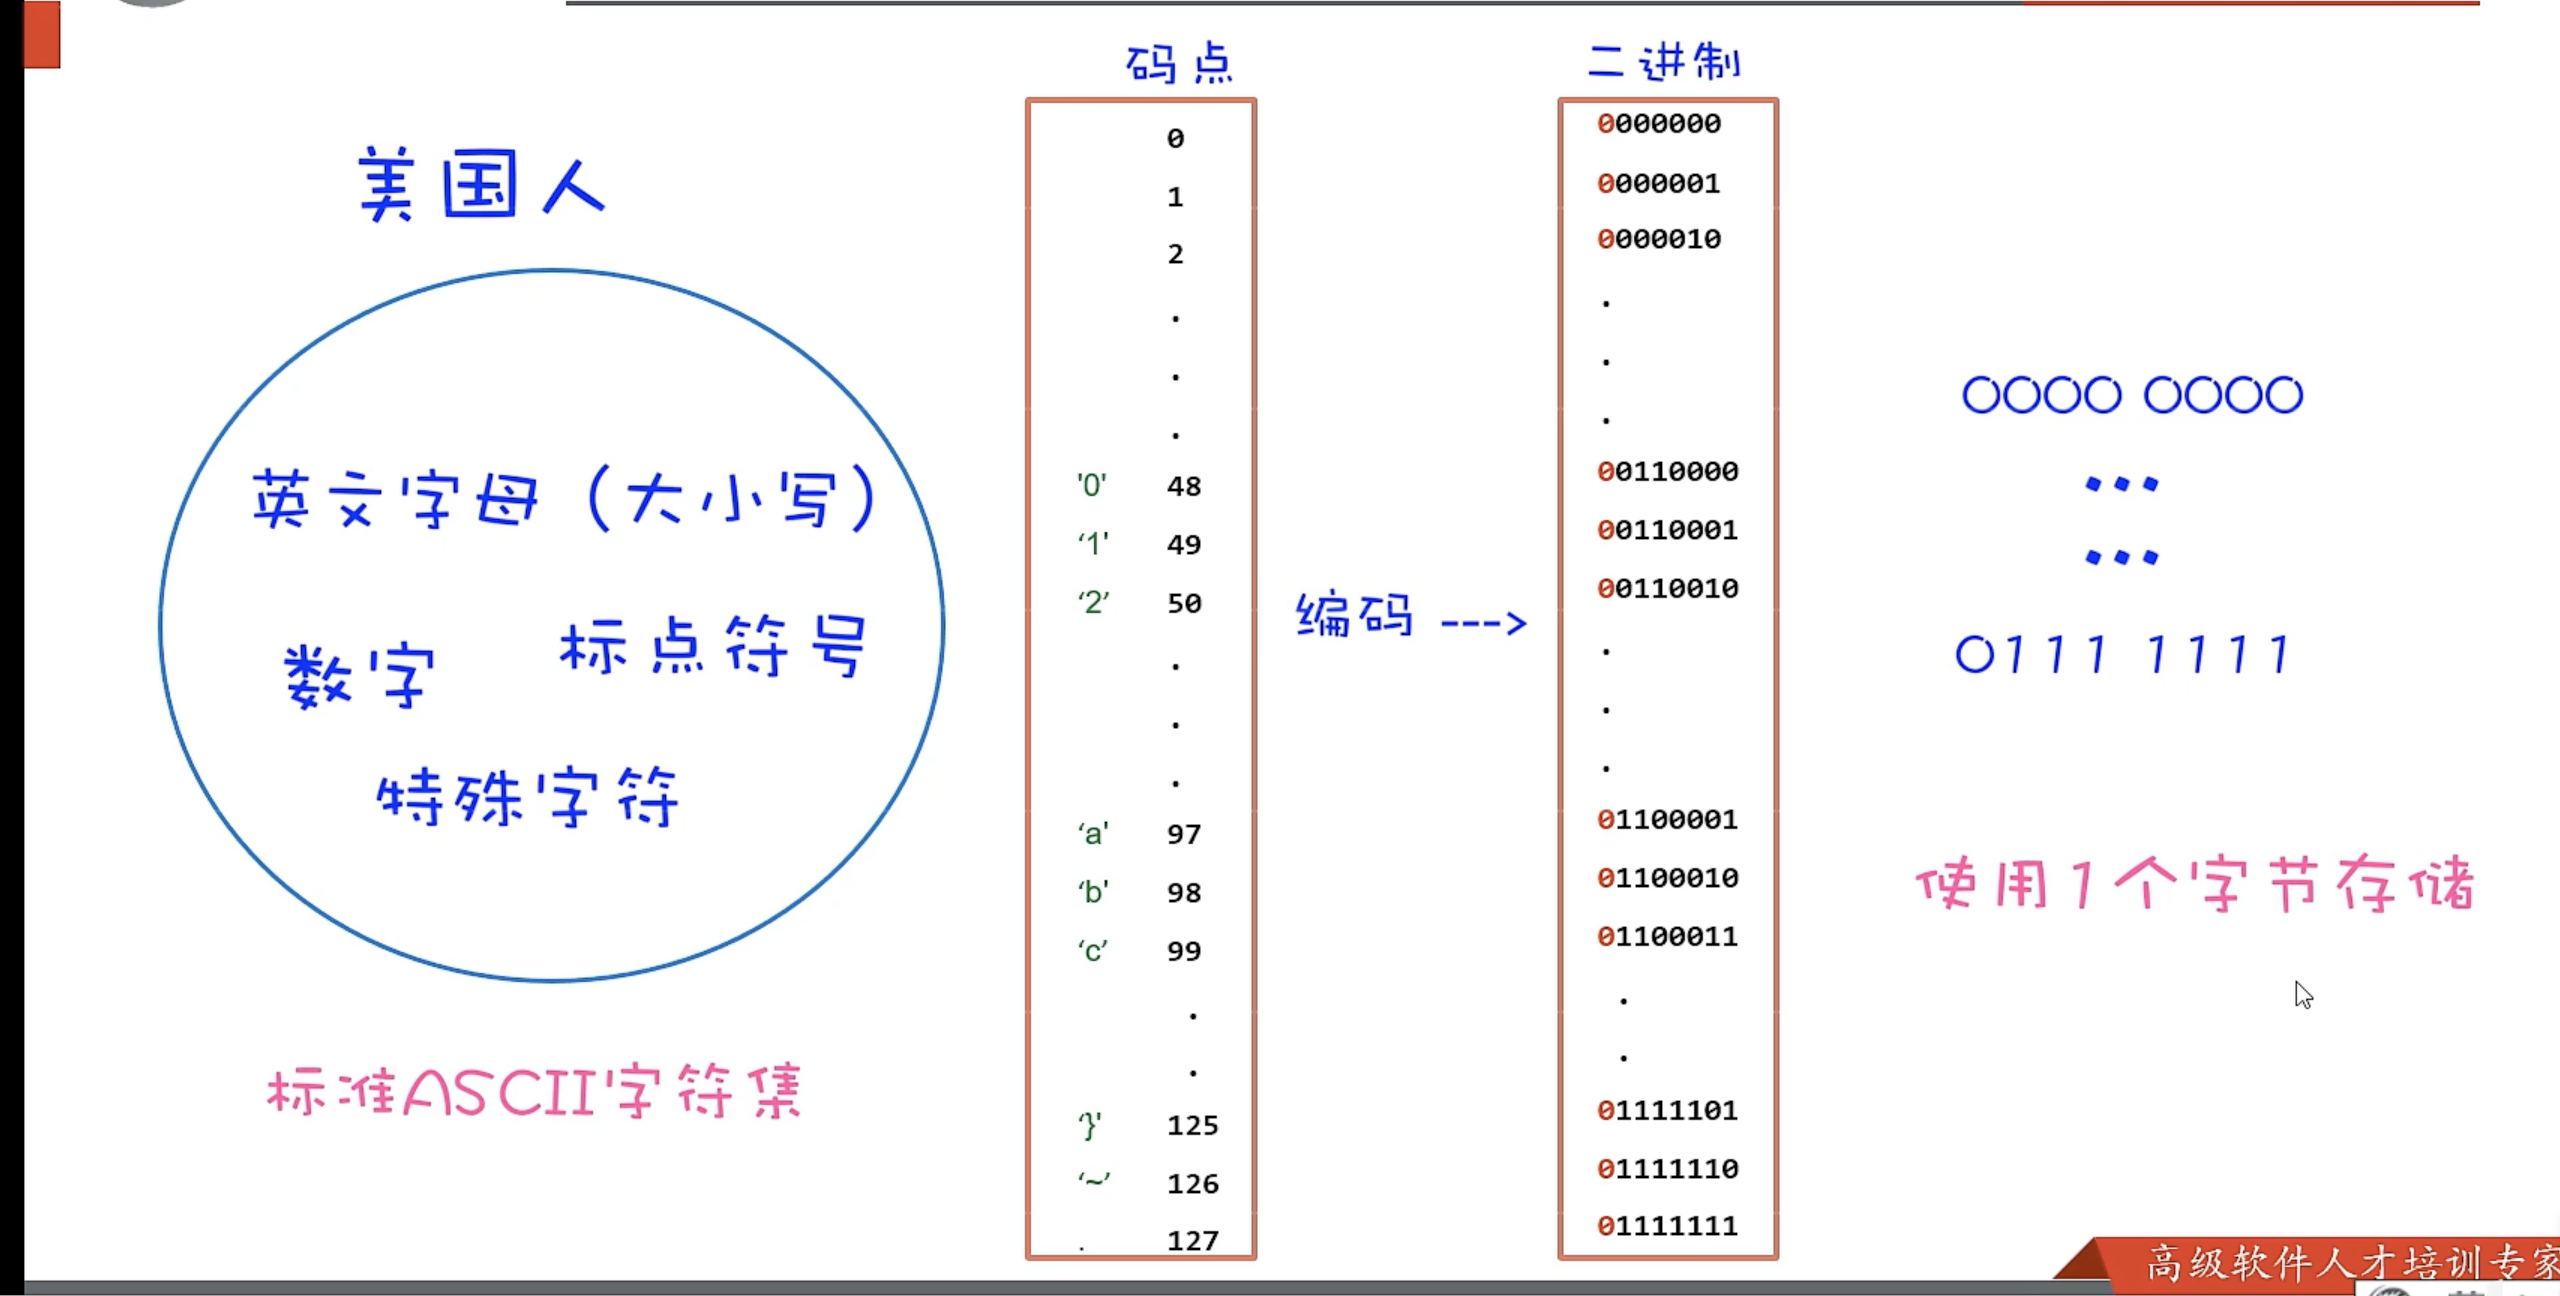 码点
二进制
美国人
英文字母（大小写）
数字
标点符号
特殊字符
标准ASCII字符集
0
1
2
.
.
.
'0' 48
‘1' 49
‘2’ 50
.
.
.
‘a' 97
‘b' 98
‘c’ 99
.
.
‘}' 125
‘~’ 126
. 127
编码 --->
0000000
0000001
0000010
.
.
.
00110000
00110001
00110010
.
.
.
01100001
01100010
01100011
.
.
01111101
01111110
01111111
0000 0000
...
...
0111 1111
使用1个字节存储
高级软件人才培训专家